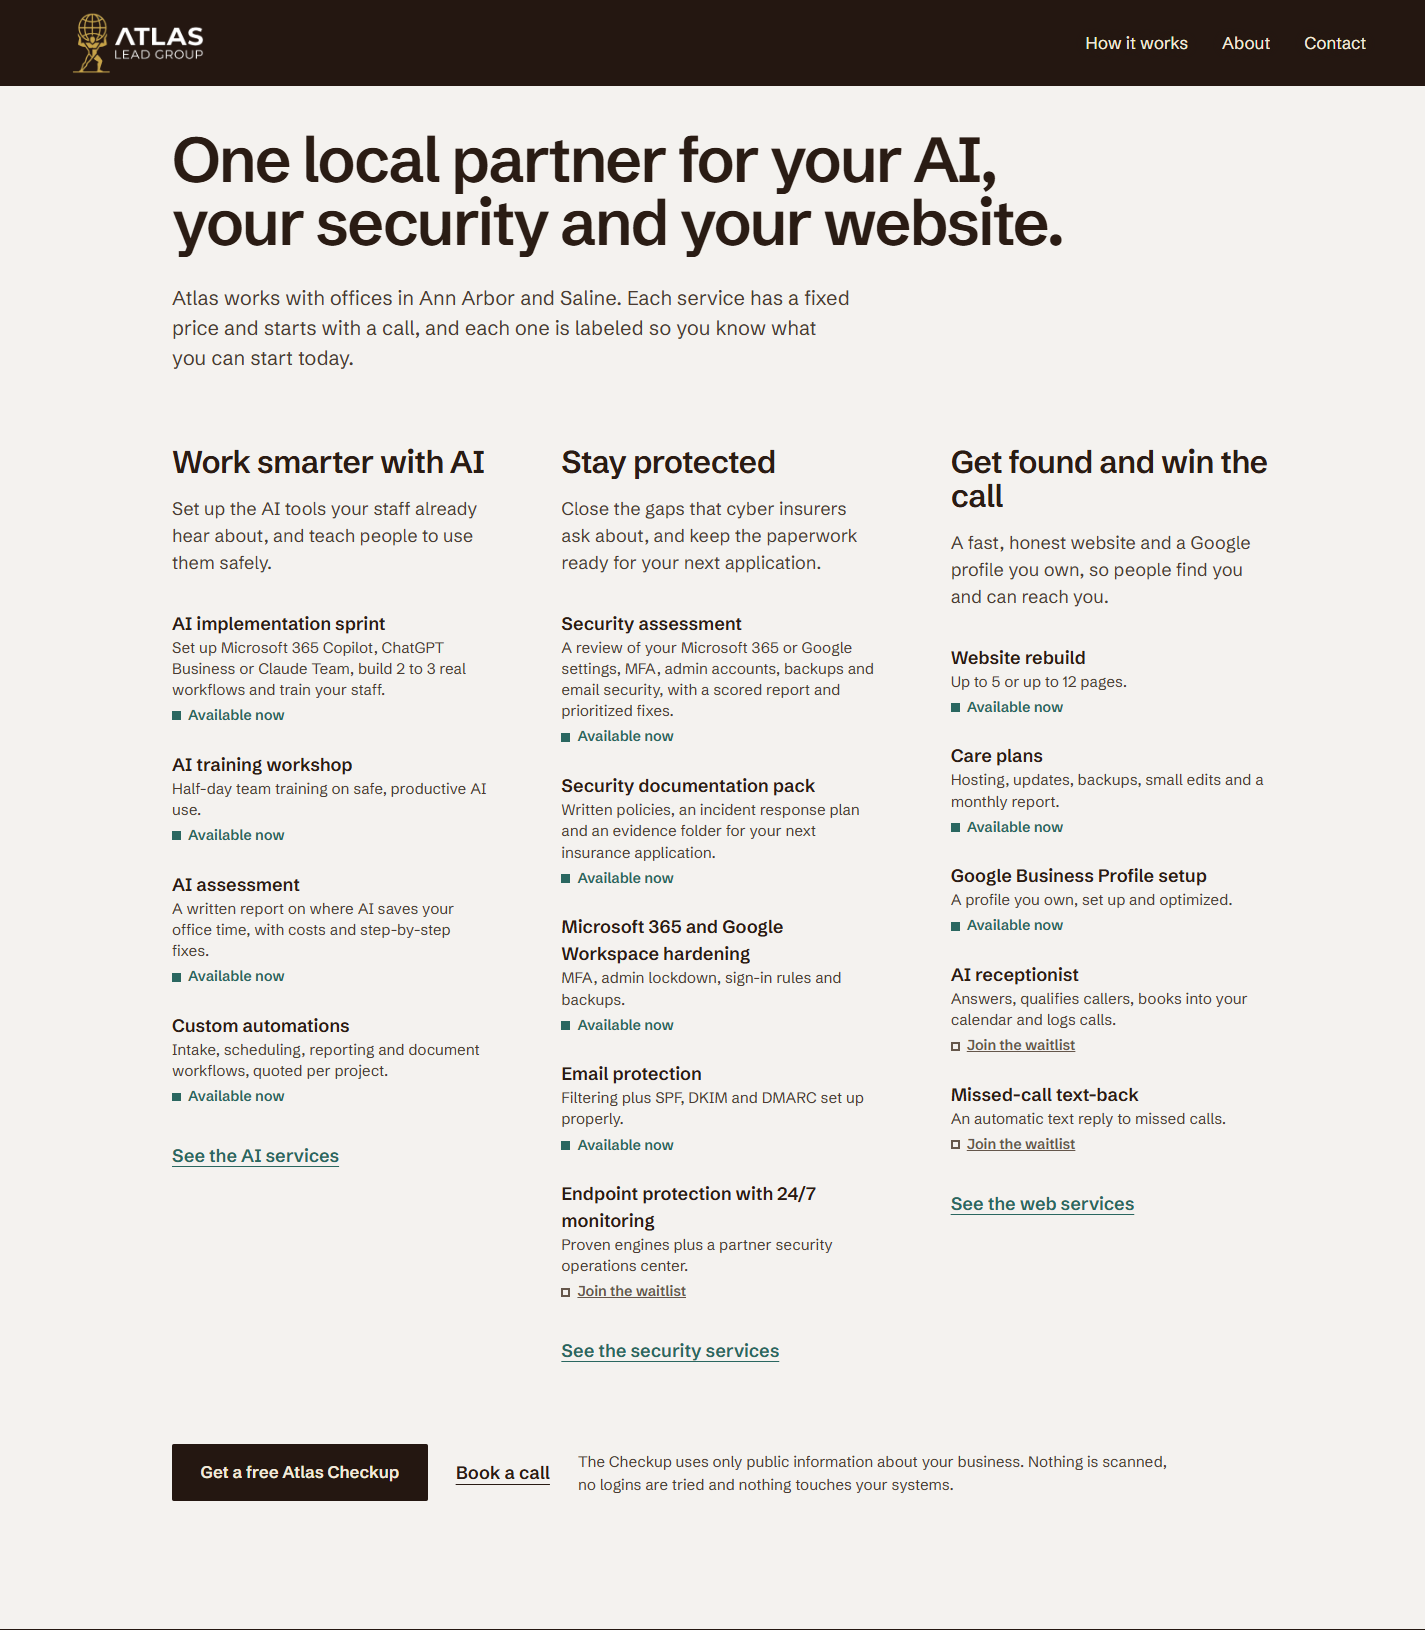 ATLAS
LEAD GROUP
How it works
About
Contact
One local partner for your AI,
your security and your website.
Atlas works with offices in Ann Arbor and Saline. Each service has a fixed
price and starts with a call, and each one is labeled so you know what
you can start today.
Work smarter with AI
Set up the AI tools your staff already
hear about, and teach people to use
them safely.
AI implementation sprint
Set up Microsoft 365 Copilot, ChatGPT
Business or Claude Team, build 2 to 3 real
workflows and train your staff.
Available now
AI training workshop
Half-day team training on safe, productive AI
use.
Available now
AI assessment
A written report on where AI saves your
office time, with costs and step-by-step
fixes.
Available now
Custom automations
Intake, scheduling, reporting and document
workflows, quoted per project.
Available now
See the AI services
Stay protected
Close the gaps that cyber insurers
ask about, and keep the paperwork
ready for your next application.
Security assessment
A review of your Microsoft 365 or Google
settings, MFA, admin accounts, backups and
email security, with a scored report and
prioritized fixes.
Available now
Security documentation pack
Written policies, an incident response plan
and an evidence folder for your next
insurance application.
Available now
Microsoft 365 and Google
Workspace hardening
MFA, admin lockdown, sign-in rules and
backups.
Available now
Email protection
Filtering plus SPF, DKIM and DMARC set up
properly.
Available now
Endpoint protection with 24/7
monitoring
Proven engines plus a partner security
operations center.
Join the waitlist
See the security services
Get found and win the
call
A fast, honest website and a Google
profile you own, so people find you
and can reach you.
Website rebuild
Up to 5 or up to 12 pages.
Available now
Care plans
Hosting, updates, backups, small edits and a
monthly report.
Available now
Google Business Profile setup
A profile you own, set up and optimized.
Available now
AI receptionist
Answers, qualifies callers, books into your
calendar and logs calls.
Join the waitlist
Missed-call text-back
An automatic text reply to missed calls.
Join the waitlist
See the web services
Get a free Atlas Checkup
Book a call
The Checkup uses only public information about your business. Nothing is scanned,
no logins are tried and nothing touches your systems.